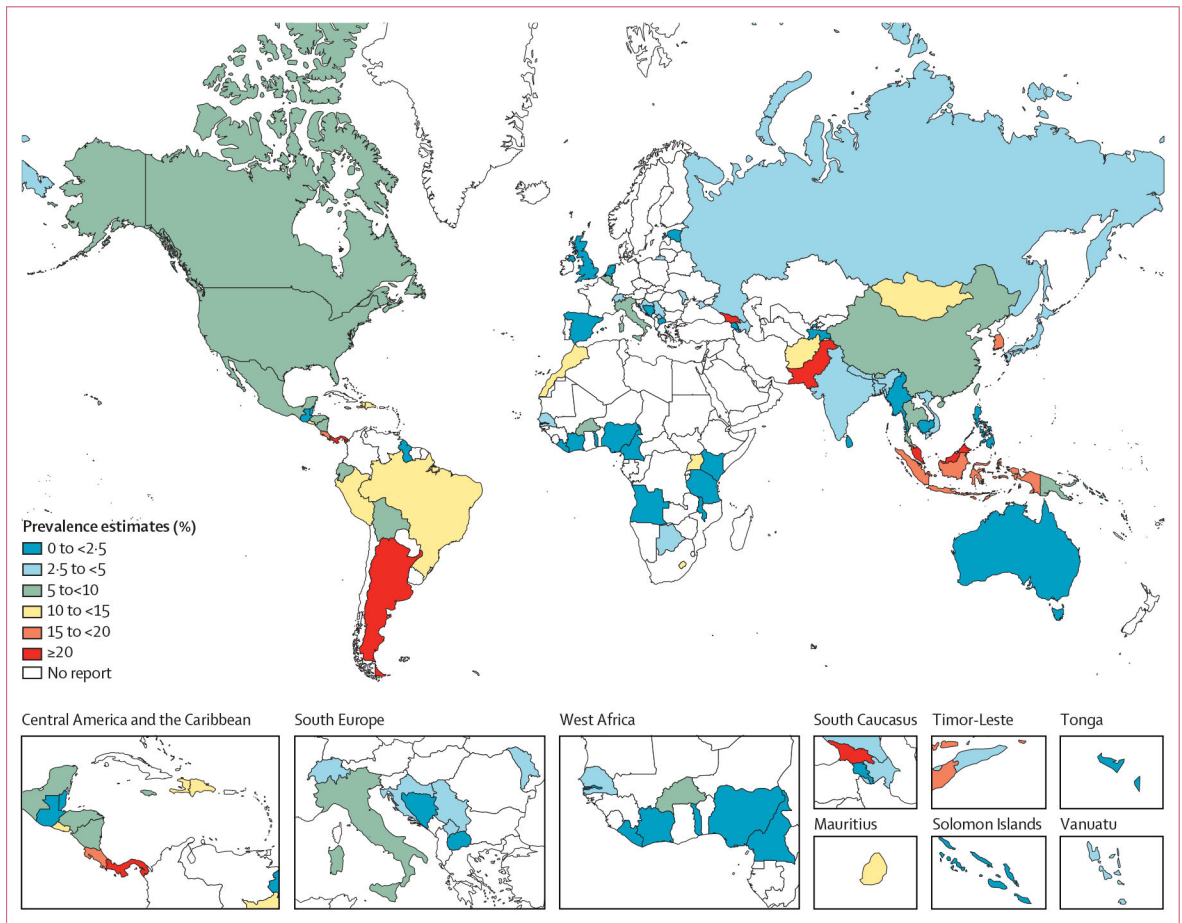 Prevalence estimates (%)
0 to <2·5
2·5 to <5
5 to<10
10 to <15
15 to <20
≥20
No report
Central America and the Caribbean
South Europe
West Africa
South Caucasus
Timor-Leste
Tonga
Mauritius
Solomon Islands
Vanuatu